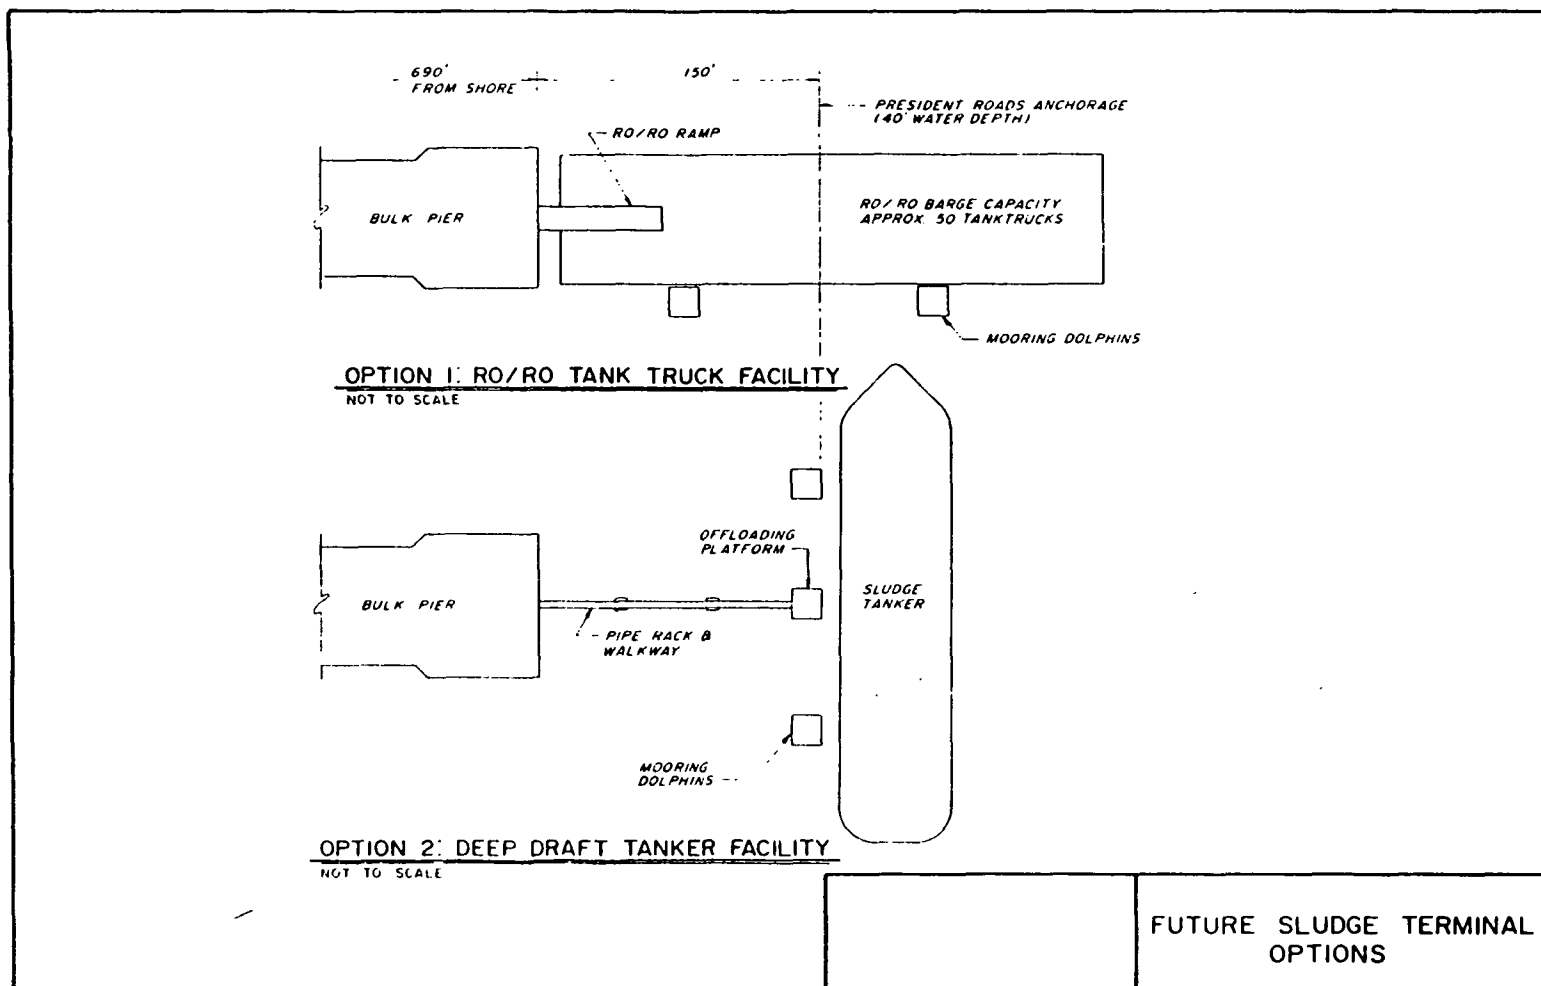 690'
FROM SHORE
150'
PRESIDENT ROADS ANCHORAGE
(40' WATER DEPTH)
RO/RO RAMP
BULK PIER
RO/RO BARGE CAPACITY
APPROX. 50 TANKTRUCKS
MOORING DOLPHINS
OPTION 1: RO/RO TANK TRUCK FACILITY
NOT TO SCALE
OFFLOADING
PLATFORM
BULK PIER
SLUDGE
TANKER
PIPE RACK &
WALKWAY
MOORING
DOLPHINS
OPTION 2: DEEP DRAFT TANKER FACILITY
NOT TO SCALE
FUTURE SLUDGE TERMINAL
OPTIONS